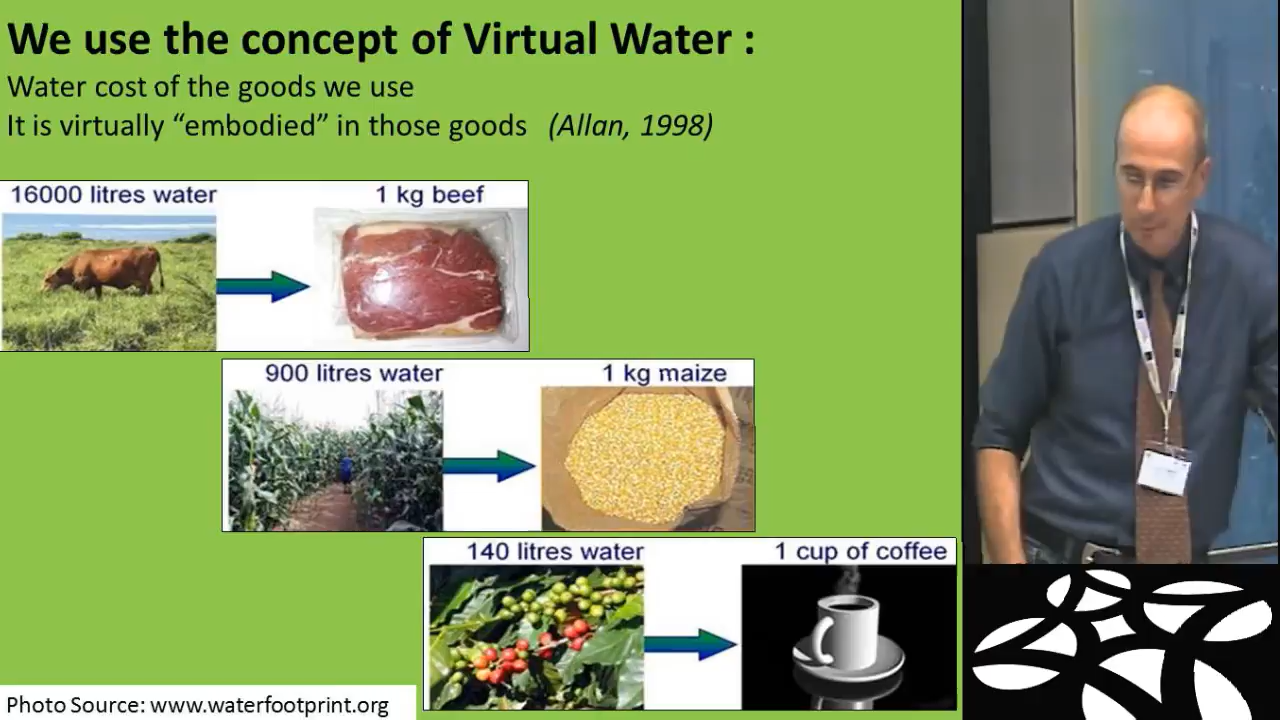 We use the concept of Virtual Water :
Water cost of the goods we use
It is virtually “embodied” in those goods (Allan, 1998)
16000 litres water
1 kg beef
900 litres water
1 kg maize
140 litres water
1 cup of coffee
Photo Source: www.waterfootprint.org